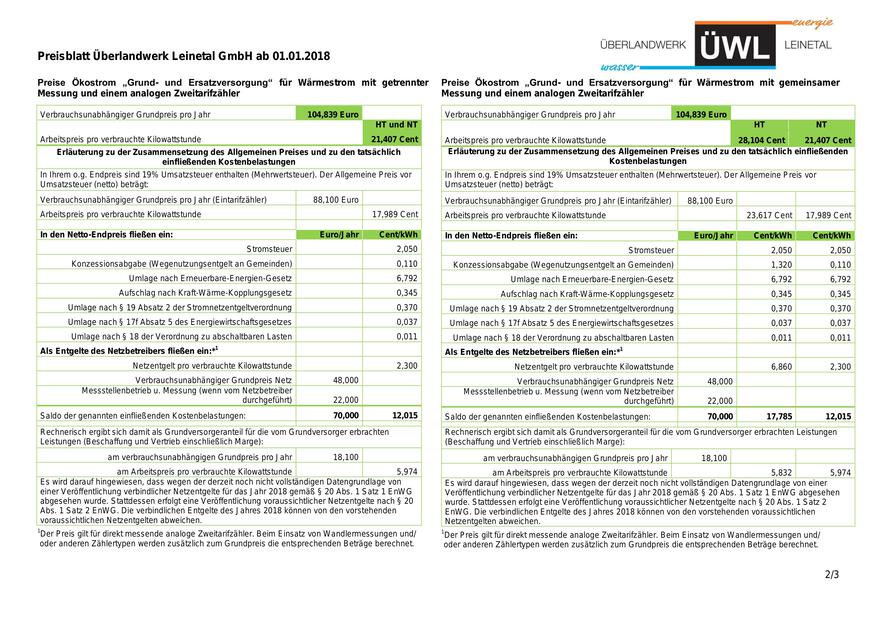 energie
ÜBERLANDWERK ÜWL LEINETAL
wasser
Preisblatt Überlandwerk Leinetal GmbH ab 01.01.2018
Preise Ökostrom „Grund- und Ersatzversorgung“ für Wärmestrom mit getrennter
Messung und einem analogen Zweitarifzähler
Verbrauchsunabhängiger Grundpreis pro Jahr 104,839 Euro
HT und NT
Arbeitspreis pro verbrauchte Kilowattstunde 21,407 Cent
Erläuterung zu der Zusammensetzung des Allgemeinen Preises und zu den tatsächlich
einfließenden Kostenbelastungen
In Ihrem o.g. Endpreis sind 19% Umsatzsteuer enthalten (Mehrwertsteuer). Der Allgemeine Preis vor
Umsatzsteuer (netto) beträgt:
Verbrauchsunabhängiger Grundpreis pro Jahr (Eintarifzähler) 88,100 Euro
Arbeitspreis pro verbrauchte Kilowattstunde 17,989 Cent
In den Netto-Endpreis fließen ein: Euro/Jahr Cent/kWh
Stromsteuer 2,050
Konzessionsabgabe (Wegenutzungsentgelt an Gemeinden) 0,110
Umlage nach Erneuerbare-Energien-Gesetz 6,792
Aufschlag nach Kraft-Wärme-Kopplungsgesetz 0,345
Umlage nach § 19 Absatz 2 der Stromnetzentgeltverordnung 0,370
Umlage nach § 17f Absatz 5 des Energiewirtschaftsgesetzes 0,037
Umlage nach § 18 der Verordnung zu abschaltbaren Lasten 0,011
Als Entgelte des Netzbetreibers fließen ein:*1
Netzentgelt pro verbrauchte Kilowattstunde 2,300
Verbrauchsunabhängiger Grundpreis Netz 48,000
Messstellenbetrieb u. Messung (wenn vom Netzbetreiber
durchgeführt) 22,000
Saldo der genannten einfließenden Kostenbelastungen: 70,000 12,015
Rechnerisch ergibt sich damit als Grundversorgeranteil für die vom Grundversorger erbrachten
Leistungen (Beschaffung und Vertrieb einschließlich Marge):
am verbrauchsunabhängigen Grundpreis pro Jahr 18,100
am Arbeitspreis pro verbrauchte Kilowattstunde 5,974
Es wird darauf hingewiesen, dass wegen der derzeit noch nicht vollständigen Datengrundlage von
einer Veröffentlichung verbindlicher Netzentgelte für das Jahr 2018 gemäß § 20 Abs. 1 Satz 1 EnWG
abgesehen wurde. Stattdessen erfolgt eine Veröffentlichung voraussichtlicher Netzentgelte nach § 20
Abs. 1 Satz 2 EnWG. Die verbindlichen Entgelte des Jahres 2018 können von den vorstehenden
voraussichtlichen Netzentgelten abweichen.
1Der Preis gilt für direkt messende analoge Zweitarifzähler. Beim Einsatz von Wandlermessungen und/
oder anderen Zählertypen werden zusätzlich zum Grundpreis die entsprechenden Beträge berechnet.
Preise Ökostrom „Grund- und Ersatzversorgung“ für Wärmestrom mit gemeinsamer
Messung und einem analogen Zweitarifzähler
Verbrauchsunabhängiger Grundpreis pro Jahr 104,839 Euro
HT NT
Arbeitspreis pro verbrauchte Kilowattstunde 28,104 Cent 21,407 Cent
Erläuterung zu der Zusammensetzung des Allgemeinen Preises und zu den tatsächlich einfließenden
Kostenbelastungen
In Ihrem o.g. Endpreis sind 19% Umsatzsteuer enthalten (Mehrwertsteuer). Der Allgemeine Preis vor
Umsatzsteuer (netto) beträgt:
Verbrauchsunabhängiger Grundpreis pro Jahr (Eintarifzähler) 88,100 Euro
Arbeitspreis pro verbrauchte Kilowattstunde 23,617 Cent 17,989 Cent
In den Netto-Endpreis fließen ein: Euro/Jahr Cent/kWh Cent/kWh
Stromsteuer 2,050 2,050
Konzessionsabgabe (Wegenutzungsentgelt an Gemeinden) 1,320 0,110
Umlage nach Erneuerbare-Energien-Gesetz 6,792 6,792
Aufschlag nach Kraft-Wärme-Kopplungsgesetz 0,345 0,345
Umlage nach § 19 Absatz 2 der Stromnetzentgeltverordnung 0,370 0,370
Umlage nach § 17f Absatz 5 des Energiewirtschaftsgesetzes 0,037 0,037
Umlage nach § 18 der Verordnung zu abschaltbaren Lasten 0,011 0,011
Als Entgelte des Netzbetreibers fließen ein:*1
Netzentgelt pro verbrauchte Kilowattstunde 6,860 2,300
Verbrauchsunabhängiger Grundpreis Netz 48,000
Messstellenbetrieb u. Messung (wenn vom Netzbetreiber
durchgeführt) 22,000
Saldo der genannten einfließenden Kostenbelastungen: 70,000 17,785 12,015
Rechnerisch ergibt sich damit als Grundversorgeranteil für die vom Grundversorger erbrachten Leistungen
(Beschaffung und Vertrieb einschließlich Marge):
am verbrauchsunabhängigen Grundpreis pro Jahr 18,100
am Arbeitspreis pro verbrauchte Kilowattstunde 5,832 5,974
Es wird darauf hingewiesen, dass wegen der derzeit noch nicht vollständigen Datengrundlage von einer
Veröffentlichung verbindlicher Netzentgelte für das Jahr 2018 gemäß § 20 Abs. 1 Satz 1 EnWG abgesehen
wurde. Stattdessen erfolgt eine Veröffentlichung voraussichtlicher Netzentgelte nach § 20 Abs. 1 Satz 2
EnWG. Die verbindlichen Entgelte des Jahres 2018 können von den vorstehenden voraussichtlichen
Netzentgelten abweichen.
1Der Preis gilt für direkt messende analoge Zweitarifzähler. Beim Einsatz von Wandlermessungen und/
oder anderen Zählertypen werden zusätzlich zum Grundpreis die entsprechenden Beträge berechnet.
2/3